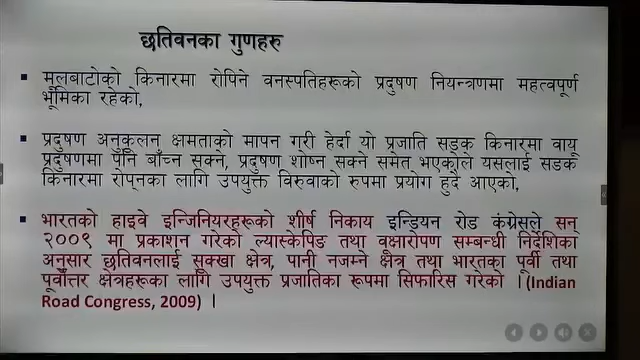 छतिवनका गुणहरु
▪ मूलबाटोको किनारमा रोपिने वनस्पतिहरूको प्रदुषण नियन्त्रणमा महत्वपूर्ण
भूमिका रहेको,
▪ प्रदुषण अनुकुलन क्षमताको मापन गरी हेर्दा यो प्रजाति सडक किनारमा वायू
प्रदुषणमा पनि बाँच्न सक्ने, प्रदुषण शोष्न सक्ने समेत भएकोले यसलाई सडक
किनारमा रोप्नका लागि उपयुक्त विरुवाको रुपमा प्रयोग हुदै आएको,
▪ भारतको हाइवे इन्जिनियरहरूको शीर्ष निकाय इन्डियन रोड कंग्रेसले सन्
२००९ मा प्रकाशन गरेको ल्यास्केपिङ तथा वृक्षारोपण सम्बन्धी निर्देशिका
अनुसार छतिवनलाई सुक्खा क्षेत्र, पानी नजम्ने क्षेत्र तथा भारतका पूर्वी तथा
पूर्वोत्तर क्षेत्रहरूका लागि उपयुक्त प्रजातिका रूपमा सिफारिस गरेको । (Indian
Road Congress, 2009) ।